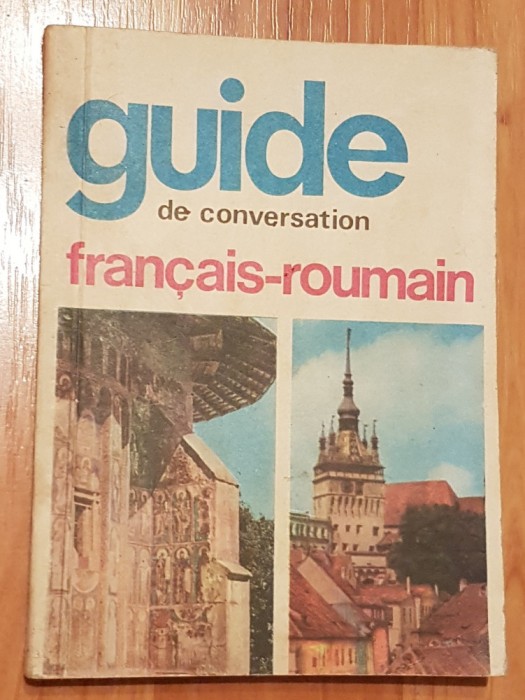 guide
de conversation
français-roumain